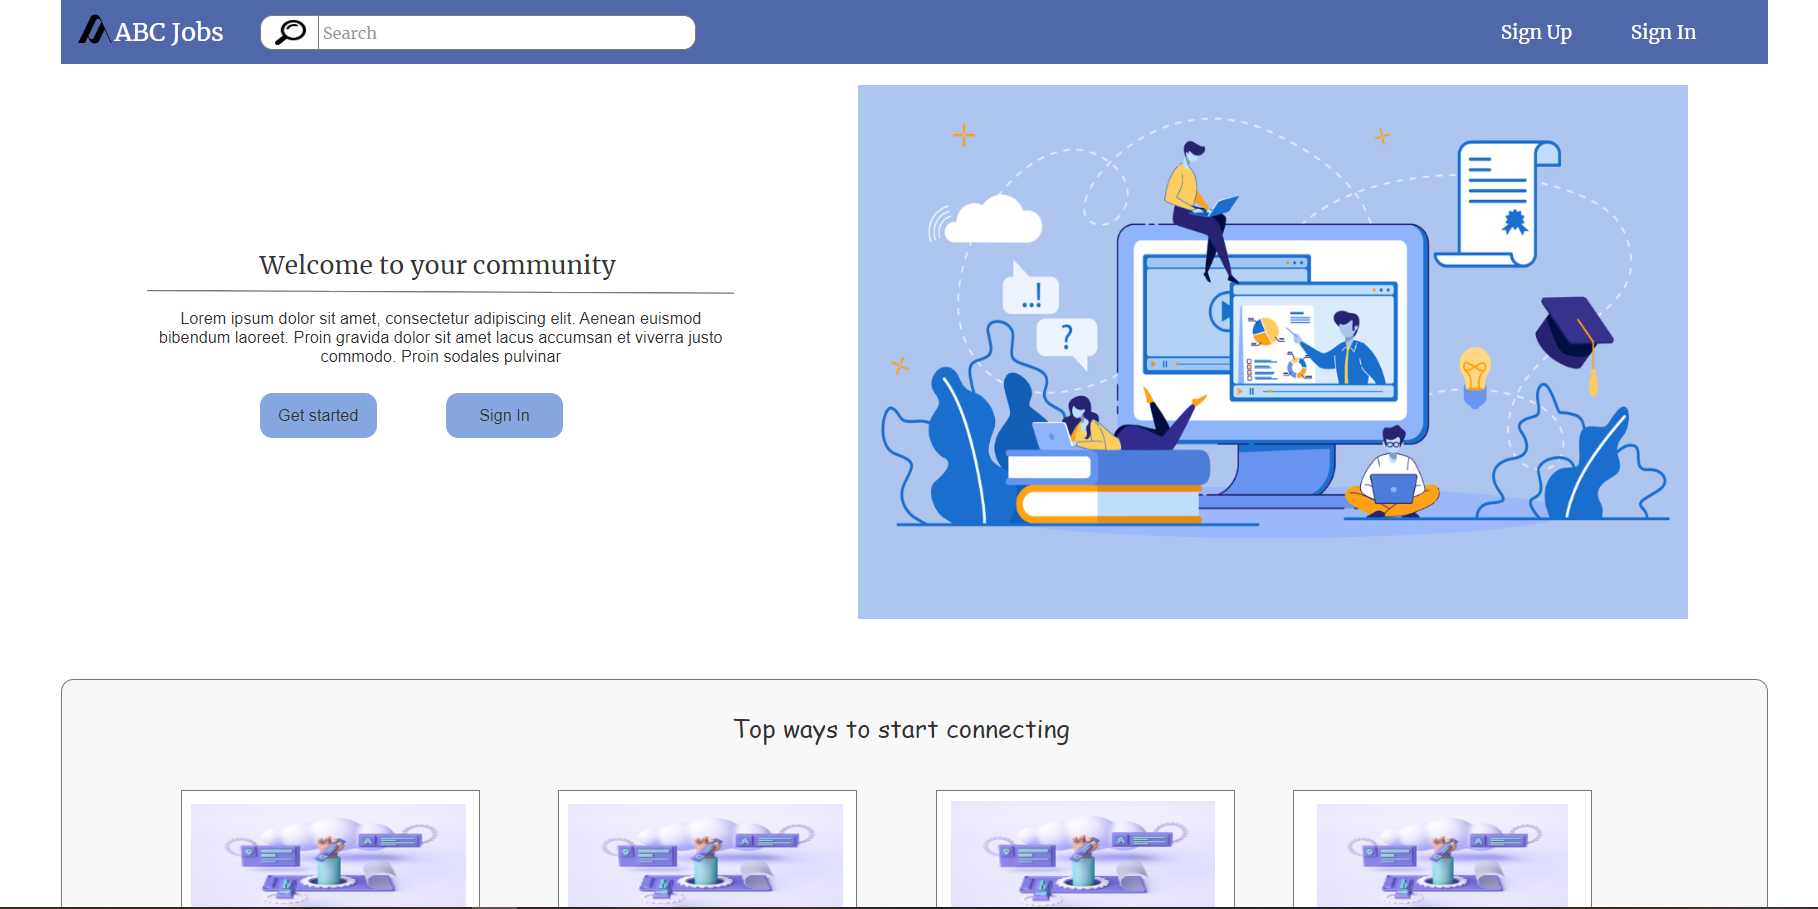 ABC Jobs
Search
Sign Up
Sign In
Welcome to your community
Lorem ipsum dolor sit amet, consectetur adipiscing elit. Aenean euismod
bibendum laoreet. Proin gravida dolor sit amet lacus accumsan et viverra justo
commodo. Proin sodales pulvinar
Get started
Sign In
...!
?
Top ways to start connecting
A
A
A
A